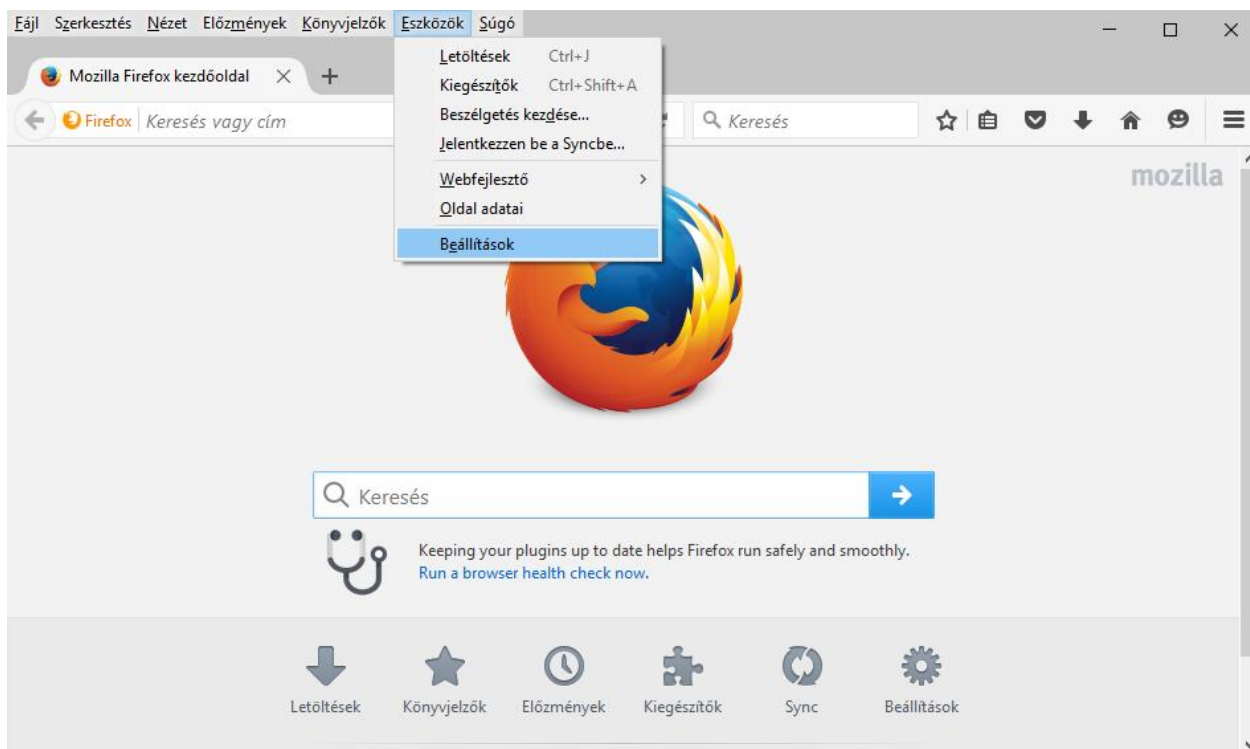 Fájl Szerkesztés Nézet Előzmények Könyvjelzők Eszközök Súgó
Mozilla Firefox kezdőoldal
Firefox Keresés vagy cím
Keresés
Letöltések Ctrl+J
Kiegészítők Ctrl+Shift+A
Beszélgetés kezdése...
Jelentkezzen be a Syncbe...
Webfejlesztő
Oldal adatai
Beállítások
mozilla
Keresés
Keeping your plugins up to date helps Firefox run safely and smoothly.
Run a browser health check now.
Letöltések Könyvjelzők Előzmények Kiegészítők Sync Beállítások